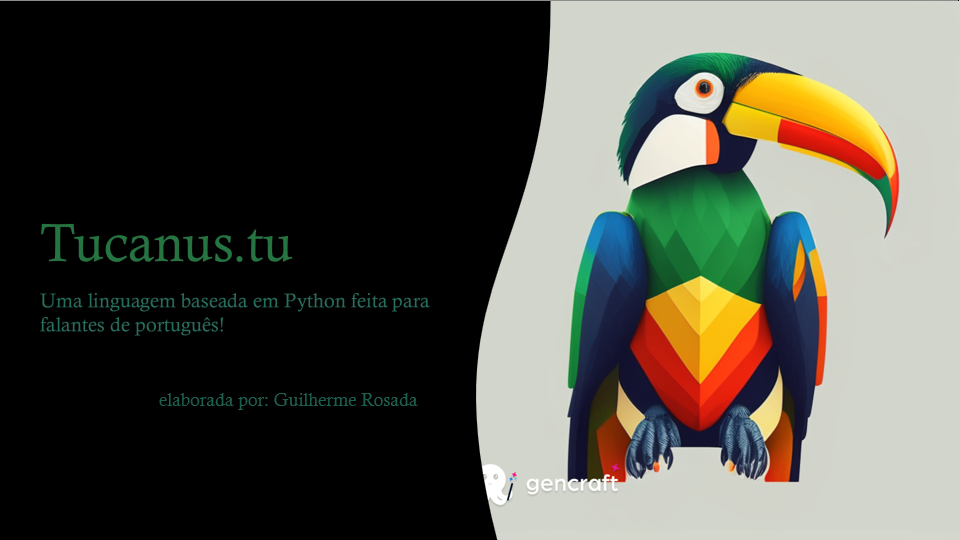 Tucanus.tu
Uma linguagem baseada em Python feita para
falantes de português!
elaborada por: Guilherme Rosada
gencraft